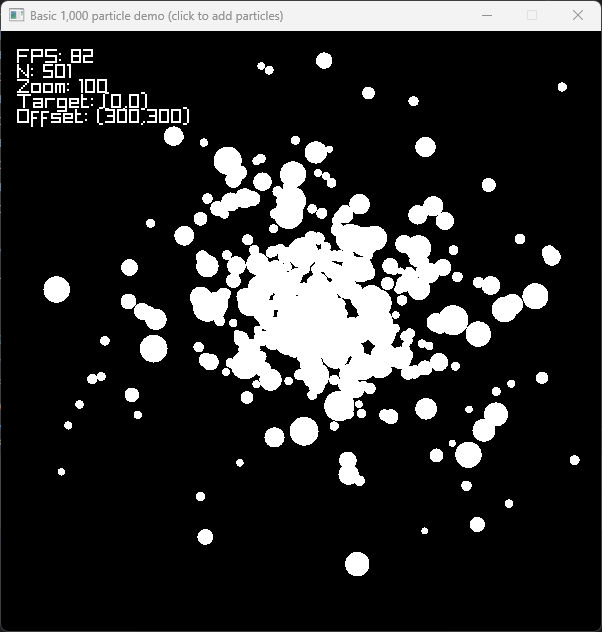 Basic 1,000 particle demo (click to add particles)
FPS: 82
N: 501
Zoom: 100
Target: (0,0)
Offset: (300,300)